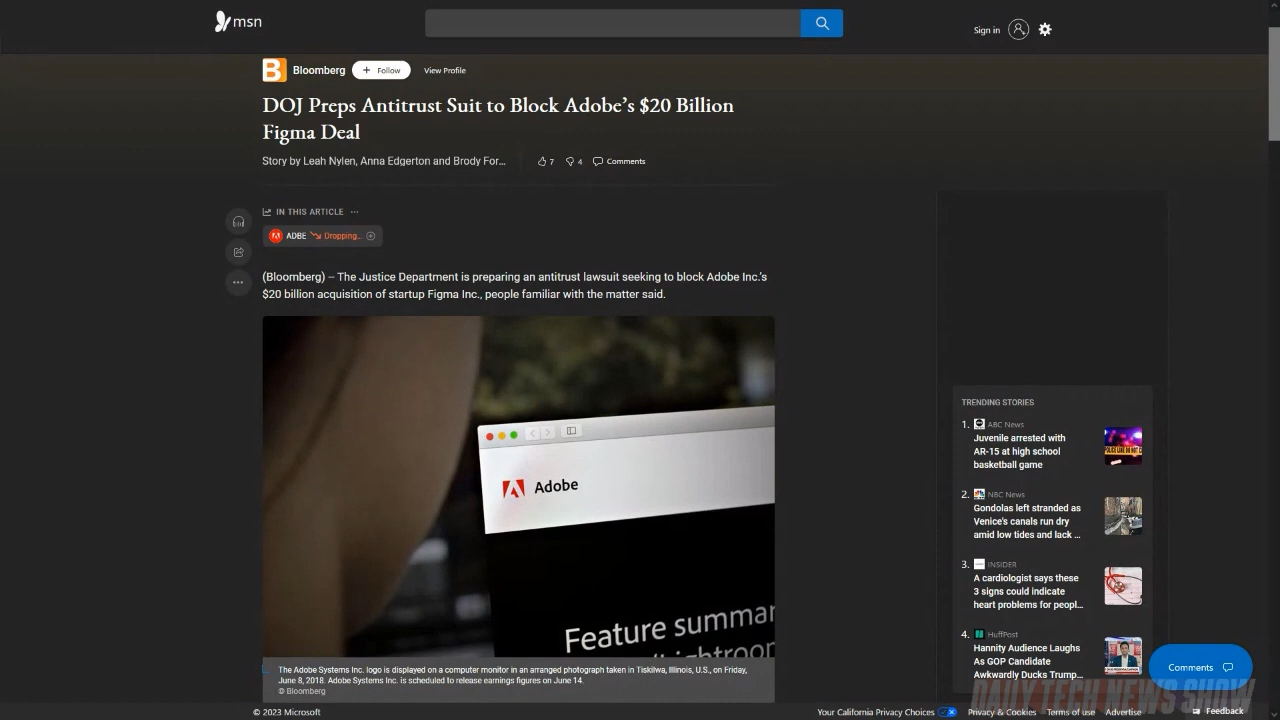 msn
Sign in
Bloomberg
+ Follow
View Profile
DOJ Preps Antitrust Suit to Block Adobe's $20 Billion
Figma Deal
Story by Leah Nylen, Anna Edgerton and Brody For...
7
4
Comments
IN THIS ARTICLE ...
ADBE Dropping...
(Bloomberg) -- The Justice Department is preparing an antitrust lawsuit seeking to block Adobe Inc.'s
$20 billion acquisition of startup Figma Inc., people familiar with the matter said.
Adobe
Feature summar
/Lightroom
The Adobe Systems Inc. logo is displayed on a computer monitor in an arranged photograph taken in Tiskilwa, Illinois, U.S., on Friday,
June 8, 2018. Adobe Systems Inc. is scheduled to release earnings figures on June 14.
© Bloomberg
TRENDING STORIES
1. ABC News
Juvenile arrested with
AR-15 at high school
basketball game
2. NBC News
Gondolas left stranded as
Venice's canals run dry
amid low tides and lack ...
3. INSIDER
A cardiologist says these
3 signs could indicate
heart problems for peopl...
4. HuffPost
Hannity Audience Laughs
As GOP Candidate
Awkwardly Ducks Trump...
Comments
DAILY TECH NEWS SHOW
© 2023 Microsoft
Your California Privacy Choices
Privacy & Cookies
Terms of use
Advertise
Feedback